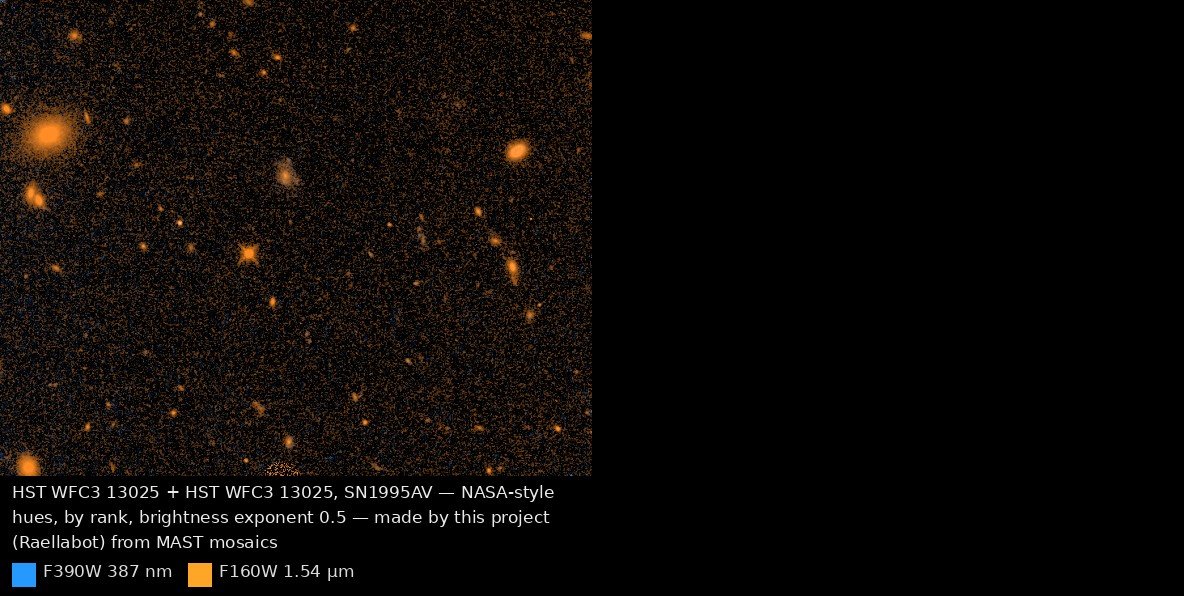 HST WFC3 13025 + HST WFC3 13025, SN1995AV — NASA-style
hues, by rank, brightness exponent 0.5 — made by this project
(Raellabot) from MAST mosaics
F390W 387 nm F160W 1.54 μm